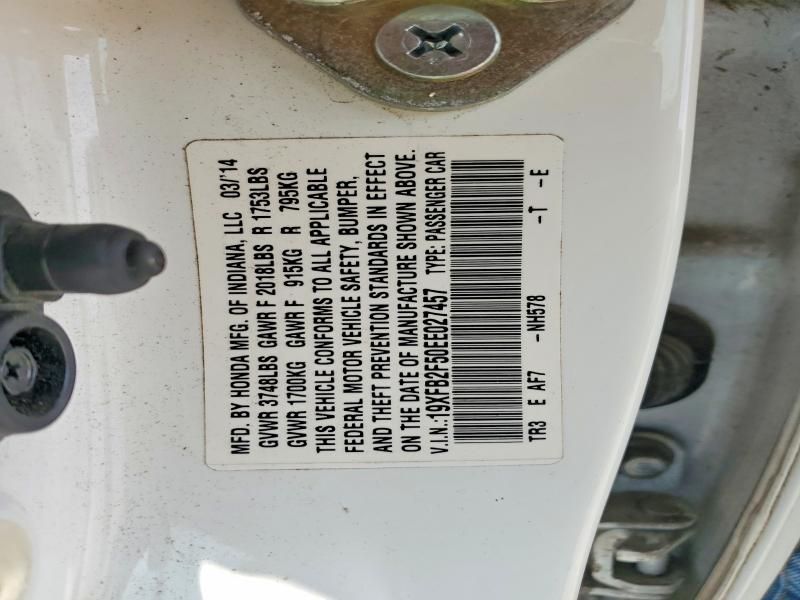 MFD. BY HONDA MFG. OF INDIANA, LLC 03/'14
GVWR 3748LBS GAWR F 2018LBS R 1753LBS
GVWR 1700KG GAWR F 915KG R 795KG
THIS VEHICLE CONFORMS TO ALL APPLICABLE
FEDERAL MOTOR VEHICLE SAFETY, BUMPER,
AND THEFT PREVENTION STANDARDS IN EFFECT
ON THE DATE OF MANUFACTURE SHOWN ABOVE.
V.I.N.:19XFB2F50EE027457 TYPE: PASSENGER CAR
TR3 E AF7 -NH578 -T -E